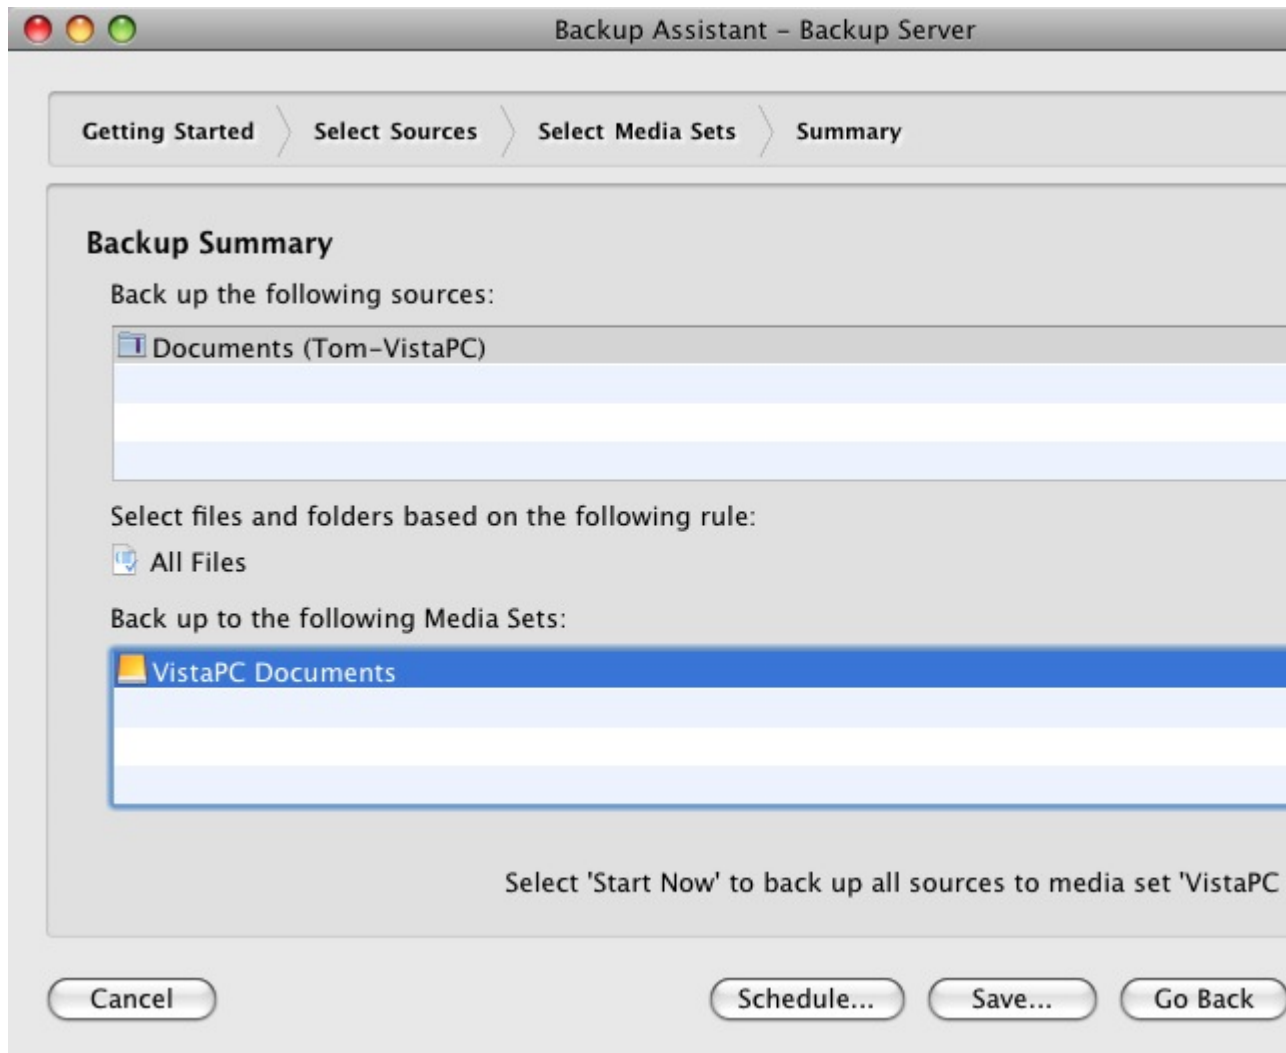 Backup Assistant – Backup Server
Getting Started Select Sources Select Media Sets Summary
Backup Summary
Back up the following sources:
Documents (Tom-VistaPC)
Select files and folders based on the following rule:
All Files
Back up to the following Media Sets:
VistaPC Documents
Select 'Start Now' to back up all sources to media set 'VistaPC
Cancel Schedule... Save... Go Back